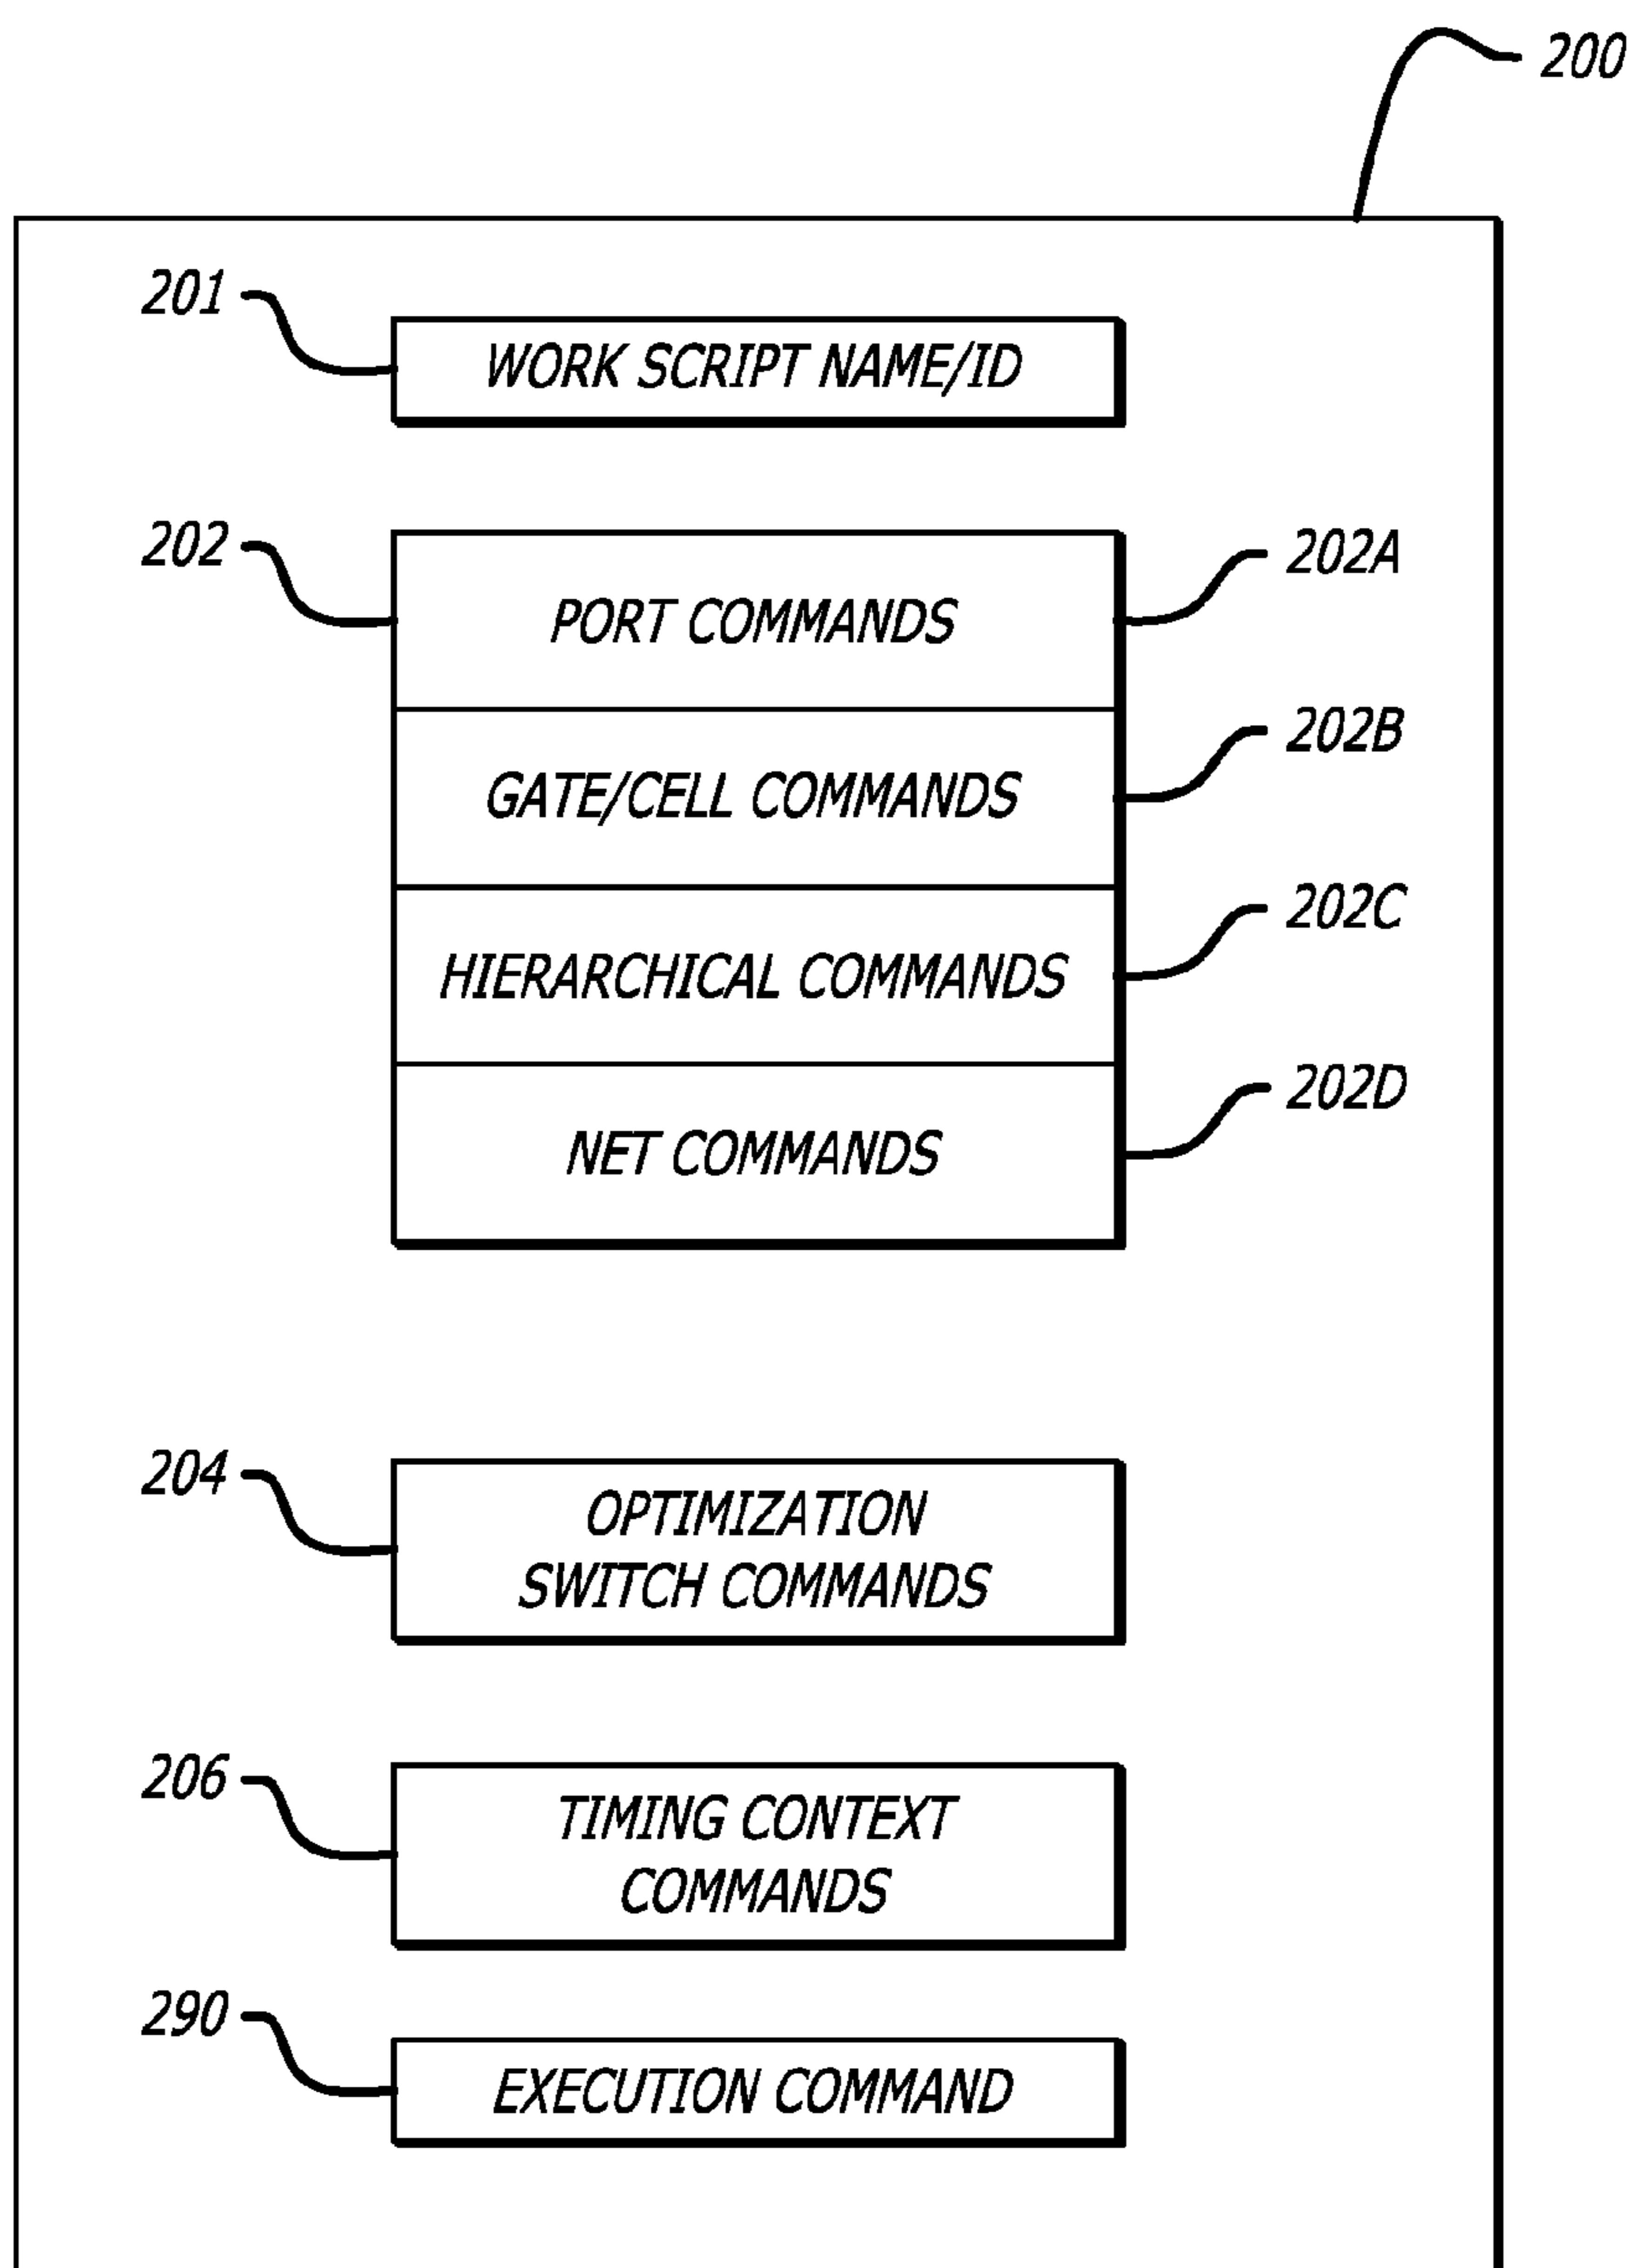 200
201
WORK SCRIPT NAME/ID
202
PORT COMMANDS
202A
GATE/CELL COMMANDS
202B
HIERARCHICAL COMMANDS
202C
NET COMMANDS
202D
204
OPTIMIZATION
SWITCH COMMANDS
206
TIMING CONTEXT
COMMANDS
290
EXECUTION COMMAND